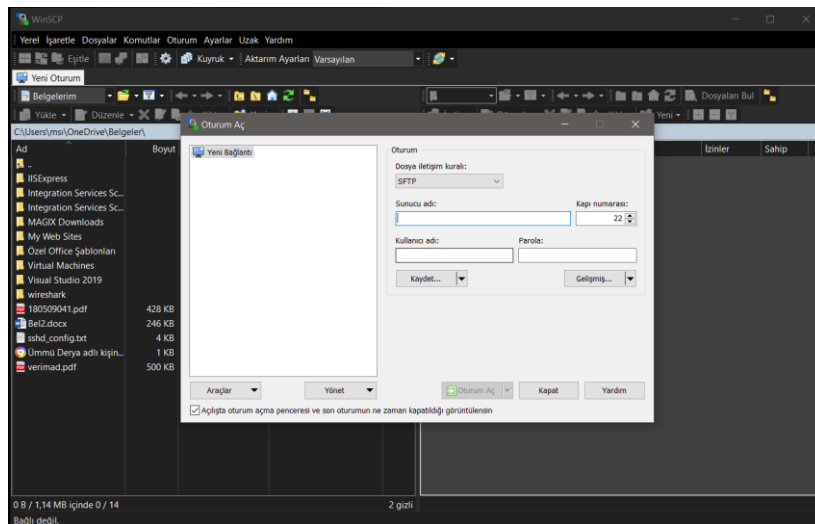 WinSCP
Yerel İşaretle Dosyalar Komutlar Oturum Ayarlar Uzak Yardım
Eşitle Kuyruk Aktarım Ayarları Varsayılan
Yeni Oturum
Belgelerim Dosyaları Bul
Yükle Düzenle Yeni
C:\Users\msi\OneDrive\Belgeler\
Ad Boyut İzinler Sahip
..
IISExpress
Integration Services Sc...
Integration Services Sc...
MAGIX Downloads
My Web Sites
Özel Office Şablonları
Virtual Machines
Visual Studio 2019
wireshark
180509041.pdf 428 KB
Bel2.docx 246 KB
sshd_config.txt 4 KB
Ümmü Derya adlı kişin... 1 KB
verimad.pdf 500 KB
Oturum Aç
Yeni Bağlantı
Oturum
Dosya iletişim kuralı:
SFTP
Sunucu adı: Kapı numarası:
22
Kullanıcı adı: Parola:
Kaydet... Gelişmiş...
Araçlar Yönet Oturum Aç Kapat Yardım
Açılışta oturum açma penceresi ve son oturumun ne zaman kapatıldığı görüntülensin
0 B / 1,14 MB içinde 0 / 14 2 gizli
Bağlı değil.